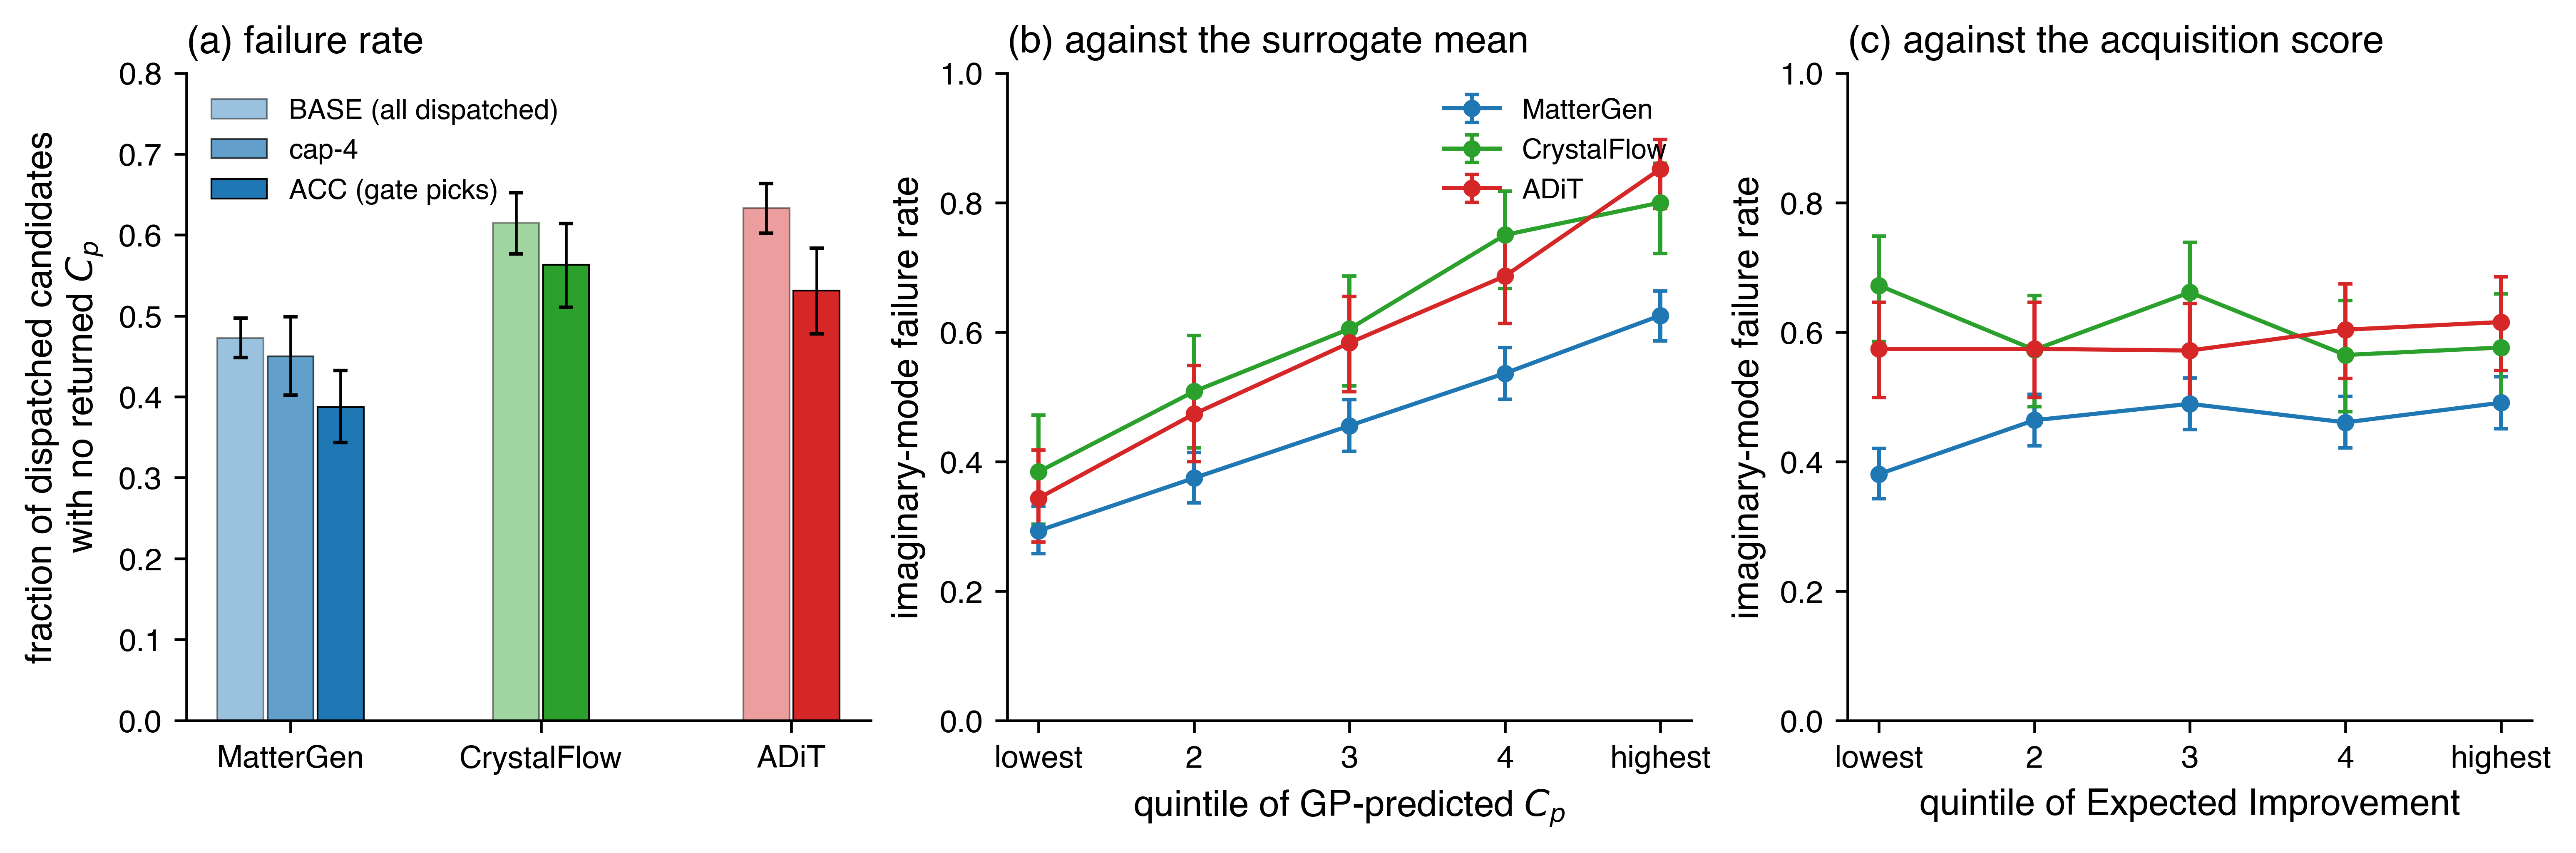 (a) failure rate
fraction of dispatched candidates
with no returned Cp
0.8
0.7
0.6
0.5
0.4
0.3
0.2
0.1
0.0
BASE (all dispatched)
cap-4
ACC (gate picks)
MatterGen
CrystalFlow
ADiT
(b) against the surrogate mean
imaginary-mode failure rate
1.0
0.8
0.6
0.4
0.2
0.0
MatterGen
CrystalFlow
ADiT
lowest
2
3
4
highest
quintile of GP-predicted Cp
(c) against the acquisition score
imaginary-mode failure rate
1.0
0.8
0.6
0.4
0.2
0.0
lowest
2
3
4
highest
quintile of Expected Improvement